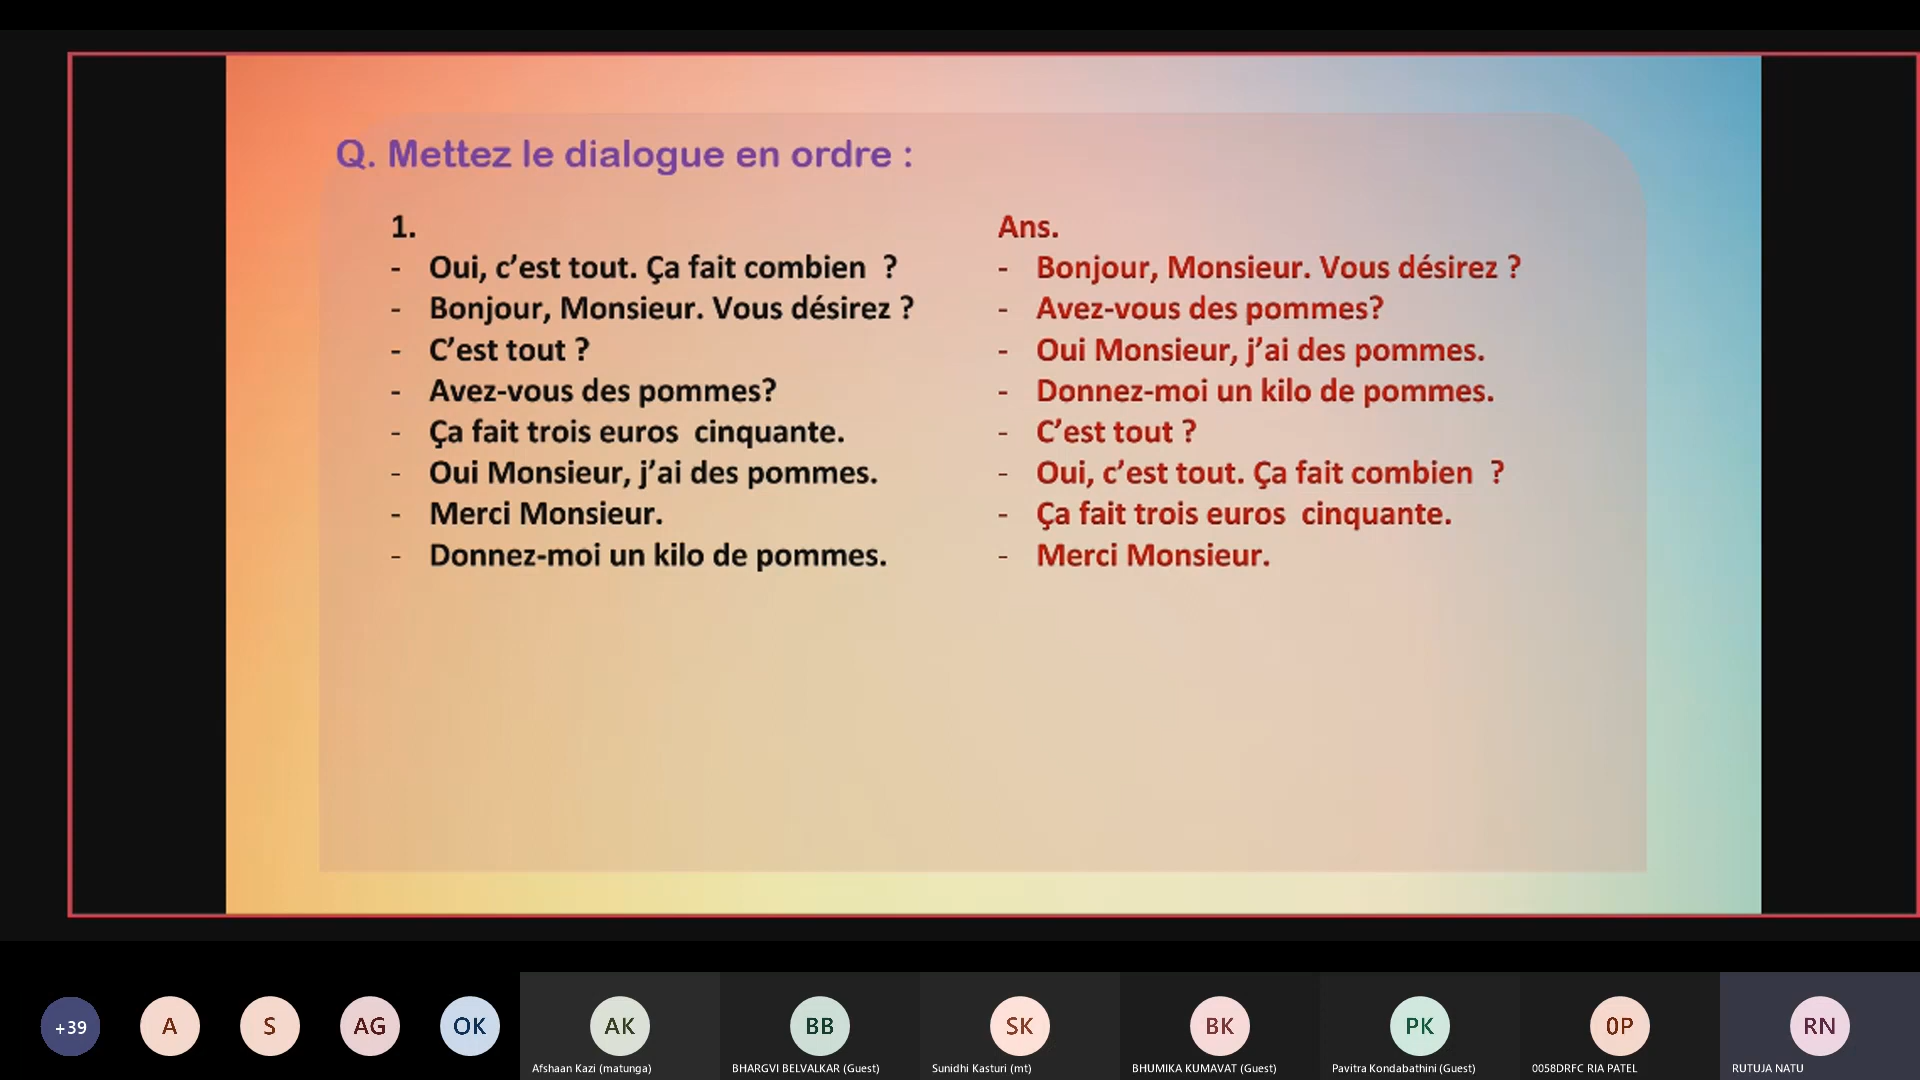 Q. Mettez le dialogue en ordre :
1.
- Oui, c’est tout. Ça fait combien  ?
- Bonjour, Monsieur. Vous désirez ?
- C’est tout ?
- Avez-vous des pommes?
- Ça fait trois euros  cinquante.
- Oui Monsieur, j’ai des pommes.
- Merci Monsieur.
- Donnez-moi un kilo de pommes.
Ans.
- Bonjour, Monsieur. Vous désirez ?
- Avez-vous des pommes?
- Oui Monsieur, j’ai des pommes.
- Donnez-moi un kilo de pommes.
- C’est tout ?
- Oui, c’est tout. Ça fait combien  ?
- Ça fait trois euros  cinquante.
- Merci Monsieur.
+39
A
S
AG
OK
AK
Afshaan Kazi (matunga)
BB
BHARGVI BELVALKAR (Guest)
SK
Sunidhi Kasturi (mt)
BK
BHUMIKA KUMAVAT (Guest)
PK
Pavitra Kondabathini (Guest)
0P
0058DRFC RIA PATEL
RN
RUTUJA NATU